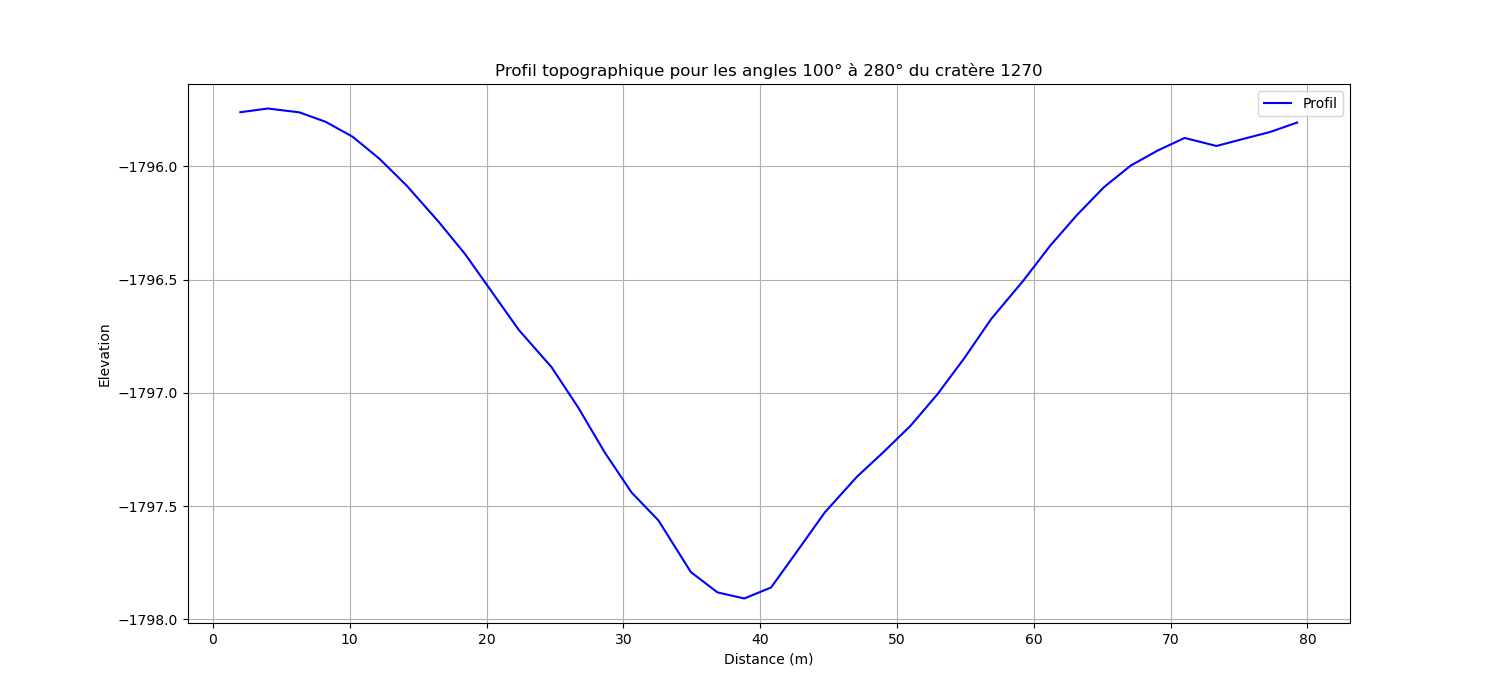 Profil topographique pour les angles 100° à 280° du cratère 1270
Profil
−1796.0
−1796.5
−1797.0
−1797.5
−1798.0
Elevation
0 10 20 30 40 50 60 70 80
Distance (m)